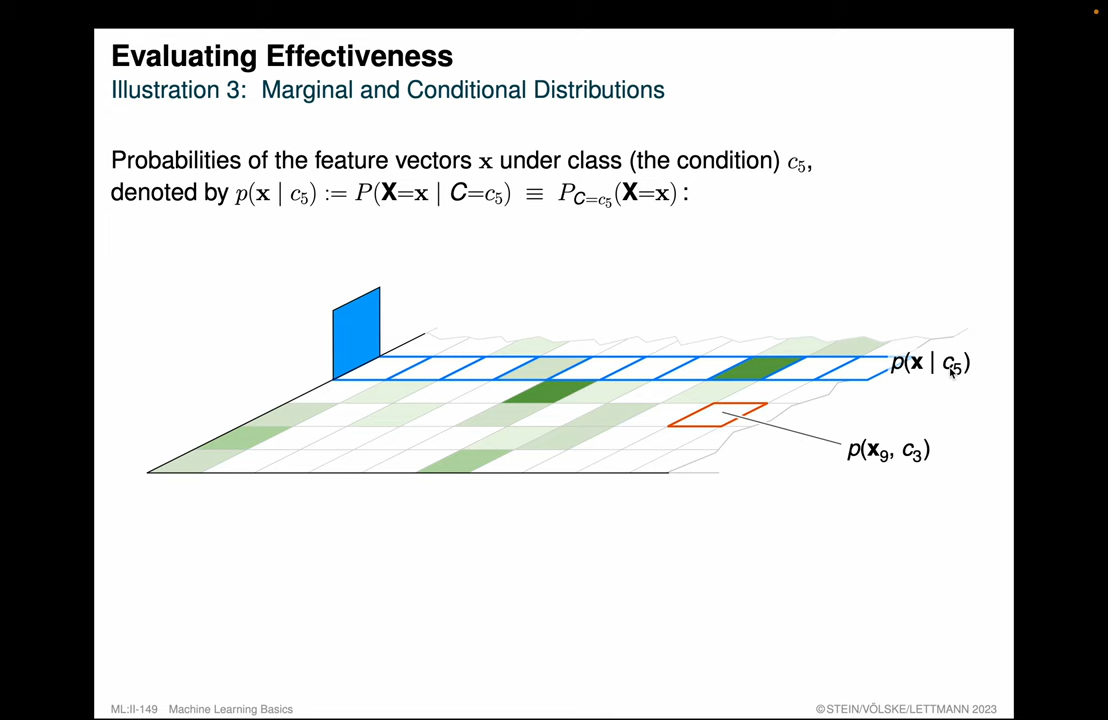 Evaluating Effectiveness
Illustration 3: Marginal and Conditional Distributions
Probabilities of the feature vectors x under class (the condition) c₅,
denoted by p(x | c₅) := P(X=x | C=c₅) ≡ P_{C=c₅}(X=x) :
p(x | c₅)
p(x₉, c₃)
ML:II-149 Machine Learning Basics
© STEIN/VÖLSKE/LETTMANN 2023